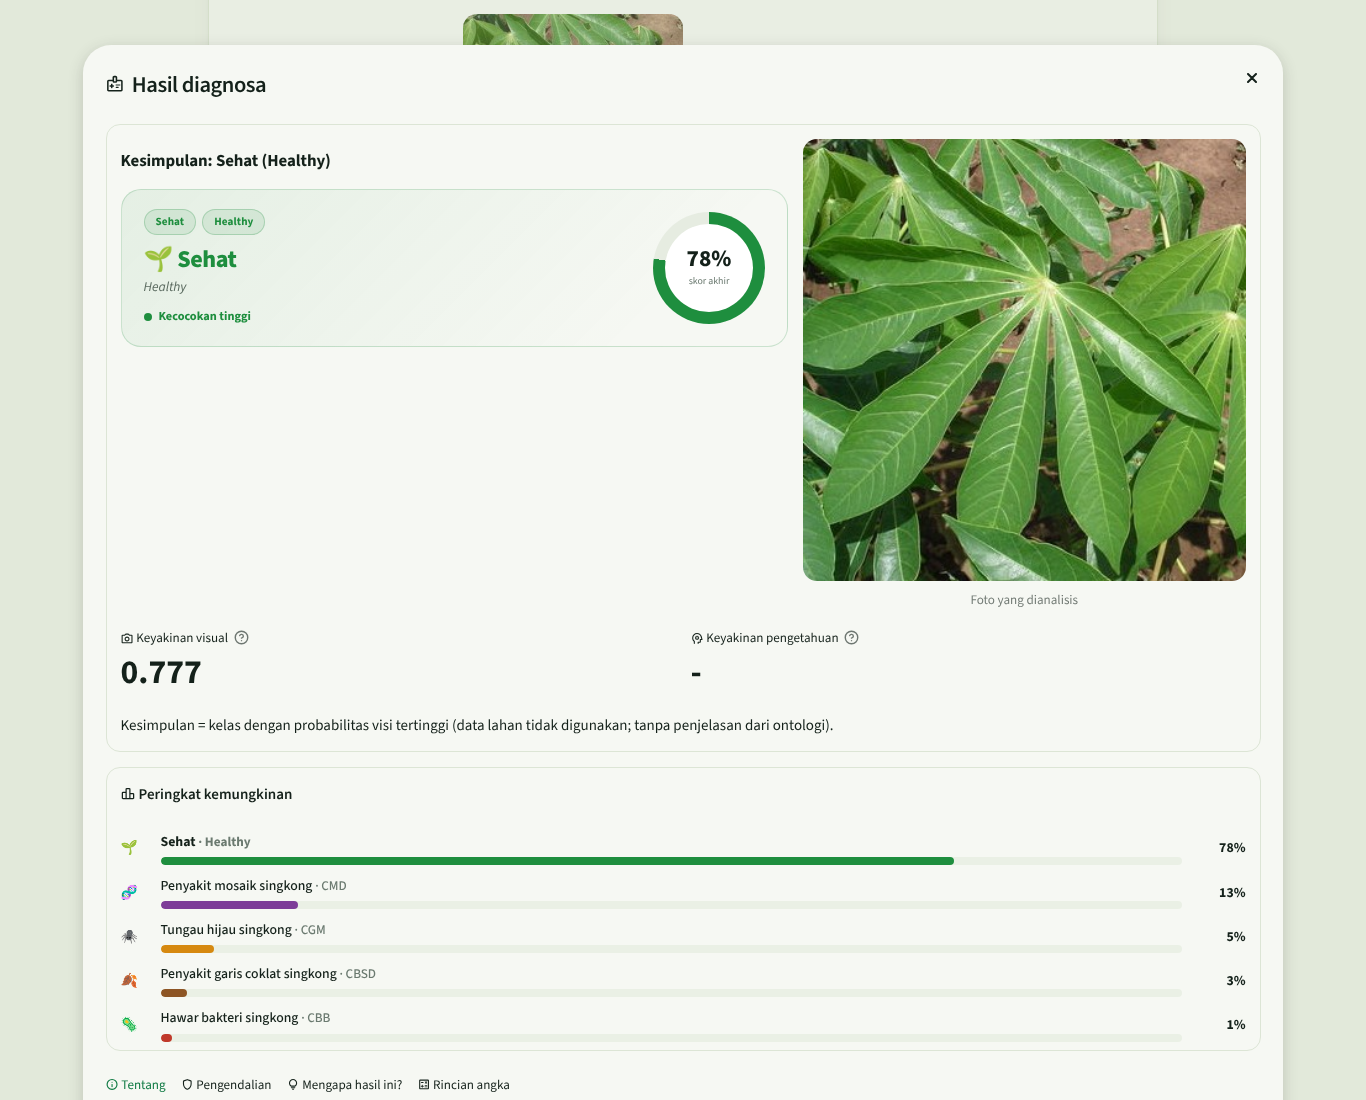 Hasil diagnosa
Kesimpulan: Sehat (Healthy)
Sehat Healthy
🌱 Sehat
Healthy
Kecocokan tinggi
78%
skor akhir
Foto yang dianalisis
Keyakinan visual
0.777
Keyakinan pengetahuan
-
Kesimpulan = kelas dengan probabilitas visi tertinggi (data lahan tidak digunakan; tanpa penjelasan dari ontologi).
Peringkat kemungkinan
Sehat · Healthy 78%
Penyakit mosaik singkong · CMD 13%
Tungau hijau singkong · CGM 5%
Penyakit garis coklat singkong · CBSD 3%
Hawar bakteri singkong · CBB 1%
Tentang Pengendalian Mengapa hasil ini? Rincian angka